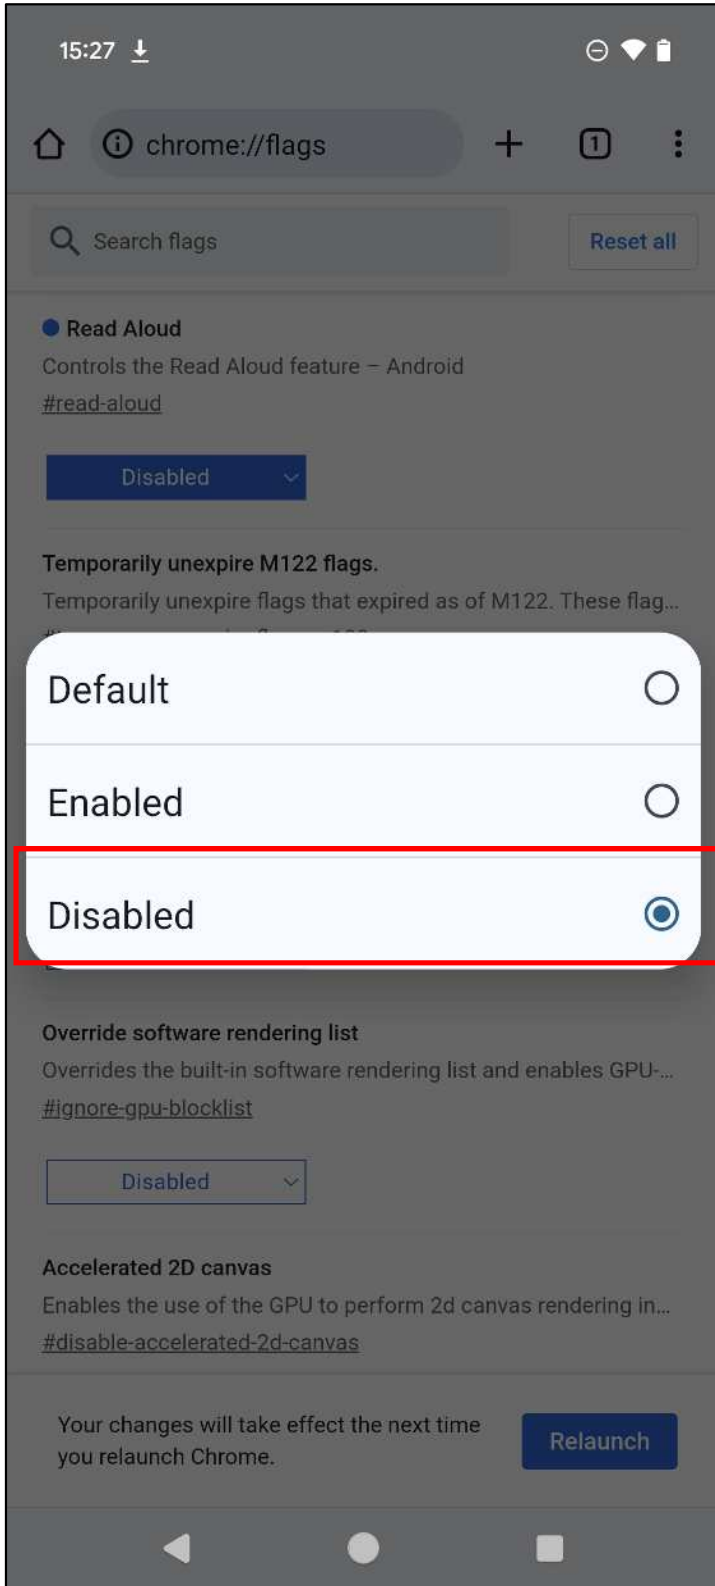 15:27
chrome://flags
1
Search flags
Reset all
Read Aloud
Controls the Read Aloud feature – Android
#read-aloud
Disabled
Temporarily unexpire M122 flags.
Temporarily unexpire flags that expired as of M122. These flag...
Default
Enabled
Disabled
Override software rendering list
Overrides the built-in software rendering list and enables GPU-...
#ignore-gpu-blocklist
Disabled
Accelerated 2D canvas
Enables the use of the GPU to perform 2d canvas rendering in...
#disable-accelerated-2d-canvas
Your changes will take effect the next time
you relaunch Chrome.
Relaunch